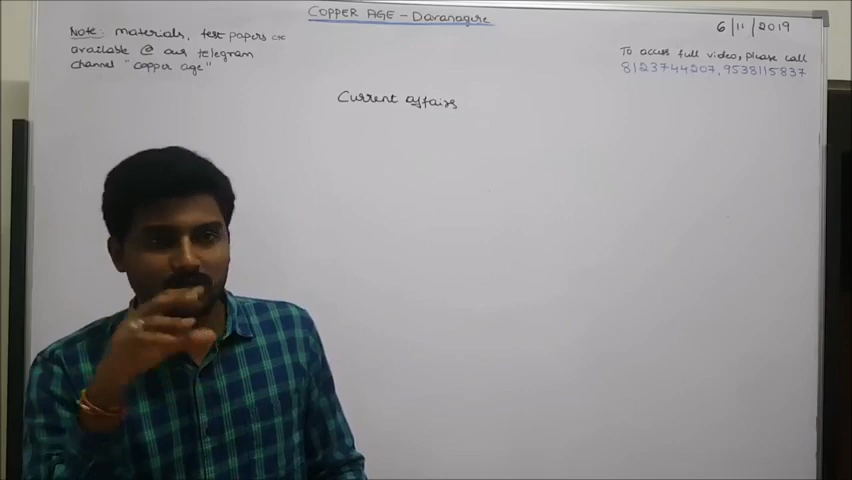 COPPER AGE - Davanagere
6/11/2019
Note: materials, test papers etc
available @ our telegram
channel "copper age"
To access full video, please call
8123744207, 9538115837
Current affairs